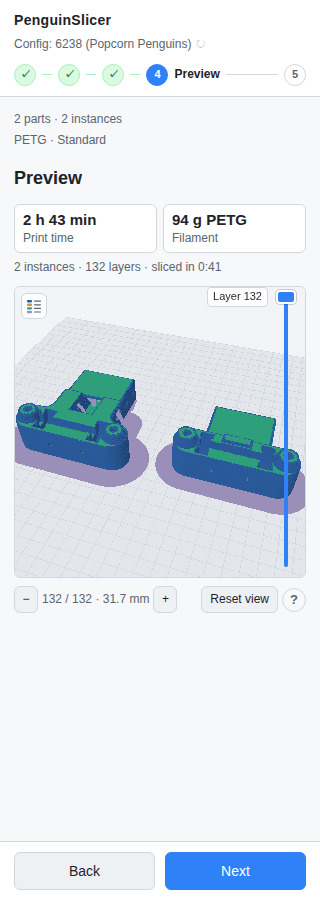 PenguinSlicer
Config: 6238 (Popcorn Penguins)
✓ ✓ ✓ 4 Preview 5
2 parts · 2 instances
PETG · Standard
Preview
2 h 43 min
Print time
94 g PETG
Filament
2 instances · 132 layers · sliced in 0:41
Layer 132
− 132 / 132 · 31.7 mm + Reset view ?
Back Next